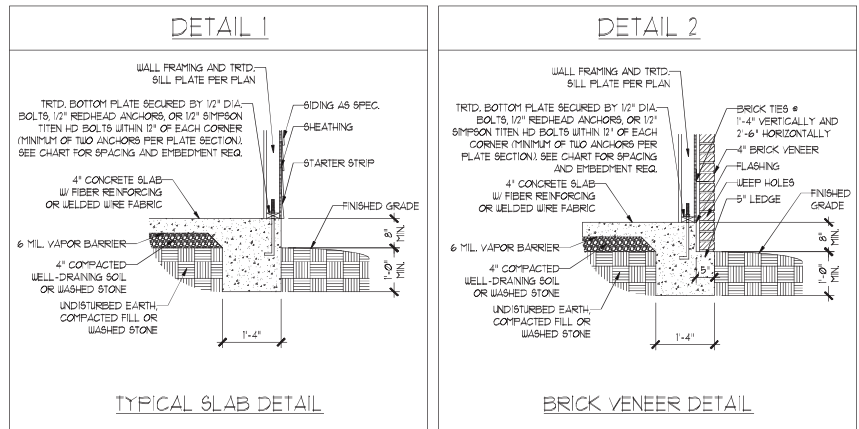 DETAIL 1
WALL FRAMING AND TRTD.
SILL PLATE PER PLAN
TRTD. BOTTOM PLATE SECURED BY 1/2" DIA.
BOLTS, 1/2" REDHEAD ANCHORS, OR 1/2" SIMPSON
TITEN HD BOLTS WITHIN 12" OF EACH CORNER
(MINIMUM OF TWO ANCHORS PER PLATE SECTION).
SEE CHART FOR SPACING AND EMBEDMENT REQ.
SIDING AS SPEC.
SHEATHING
STARTER STRIP
4" CONCRETE SLAB
W/ FIBER REINFORCING
OR WELDED WIRE FABRIC
FINISHED GRADE
6 MIL. VAPOR BARRIER
4" COMPACTED
WELL-DRAINING SOIL
OR WASHED STONE
UNDISTURBED EARTH,
COMPACTED FILL OR
WASHED STONE
8"
MIN.
1'-0"
MIN.
1'-4"
TYPICAL SLAB DETAIL
DETAIL 2
WALL FRAMING AND TRTD.
SILL PLATE PER PLAN
TRTD. BOTTOM PLATE SECURED BY 1/2" DIA.
BOLTS, 1/2" REDHEAD ANCHORS, OR 1/2"
SIMPSON TITEN HD BOLTS WITHIN 12" OF EACH
CORNER (MINIMUM OF TWO ANCHORS PER
PLATE SECTION). SEE CHART FOR SPACING
AND EMBEDMENT REQ.
BRICK TIES @
1'-4" VERTICALLY AND
2'-6" HORIZONTALLY
4" BRICK VENEER
FLASHING
WEEP HOLES
5" LEDGE
FINISHED
GRADE
4" CONCRETE SLAB
W/ FIBER REINFORCING
OR WELDED WIRE FABRIC
6 MIL. VAPOR BARRIER
4" COMPACTED
WELL-DRAINING SOIL
OR WASHED STONE
UNDISTURBED EARTH,
COMPACTED FILL OR
WASHED STONE
5"
8"
MIN.
1'-0"
MIN.
1'-4"
BRICK VENEER DETAIL